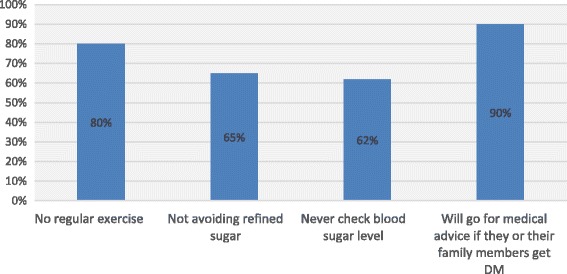 100%
90%
80%
70%
60%
50%
40%
30%
20%
10%
0%
80%
65%
62%
90%
No regular exercise
Not avoiding refined
sugar
Never check blood
sugar level
Will go for medical
advice if they or their
family members get
DM